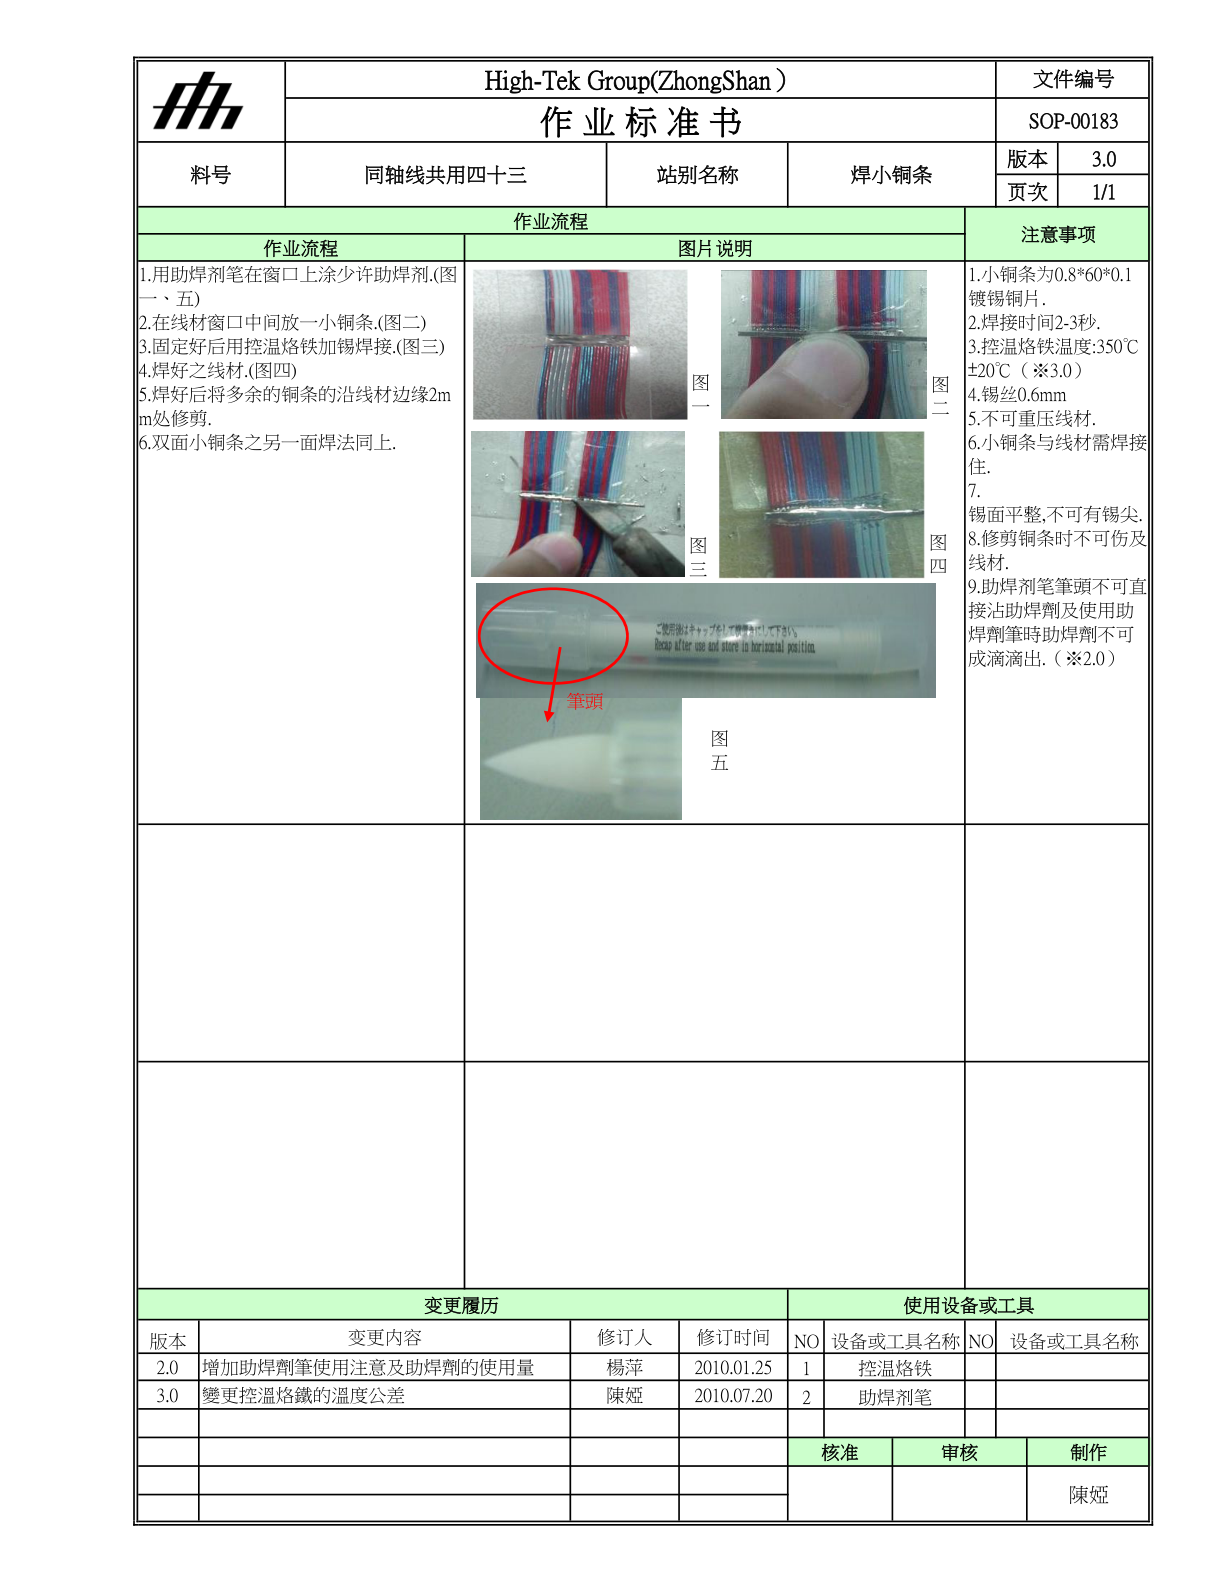 High-Tek Group(ZhongShan）
文件编号
作 业 标 准 书
SOP-00183
料号
同轴线共用四十三
站别名称
焊小铜条
版本
3.0
页次
1/1
作业流程
注意事项
作业流程
图片说明
1.用助焊剂笔在窗口上涂少许助焊剂.(图
一、五)
2.在线材窗口中间放一小铜条.(图二)
3.固定好后用控温烙铁加锡焊接.(图三)
4.焊好之线材.(图四)
5.焊好后将多余的铜条的沿线材边缘2m
m处修剪.
6.双面小铜条之另一面焊法同上.
图
一
图
二
图
三
图
四
ご使用後はキャップをして横置きにして下さい。
Recap after use and store in horizontal position.
筆頭
图
五
1.小铜条为0.8*60*0.1
镀锡铜片.
2.焊接时间2-3秒.
3.控温烙铁温度:350℃
±20℃（※3.0）
4.锡丝0.6mm
5.不可重压线材.
6.小铜条与线材需焊接
住.
7.
锡面平整,不可有锡尖.
8.修剪铜条时不可伤及
线材.
9.助焊剂笔筆頭不可直
接沾助焊劑及使用助
焊劑筆時助焊劑不可
成滴滴出.（※2.0）
变更履历
使用设备或工具
版本
变更内容
修订人
修订时间
NO
设备或工具名称
NO
设备或工具名称
2.0
增加助焊劑筆使用注意及助焊劑的使用量
楊萍
2010.01.25
1
控温烙铁
3.0
變更控溫烙鐵的溫度公差
陳婭
2010.07.20
2
助焊剂笔
核准
审核
制作
陳婭